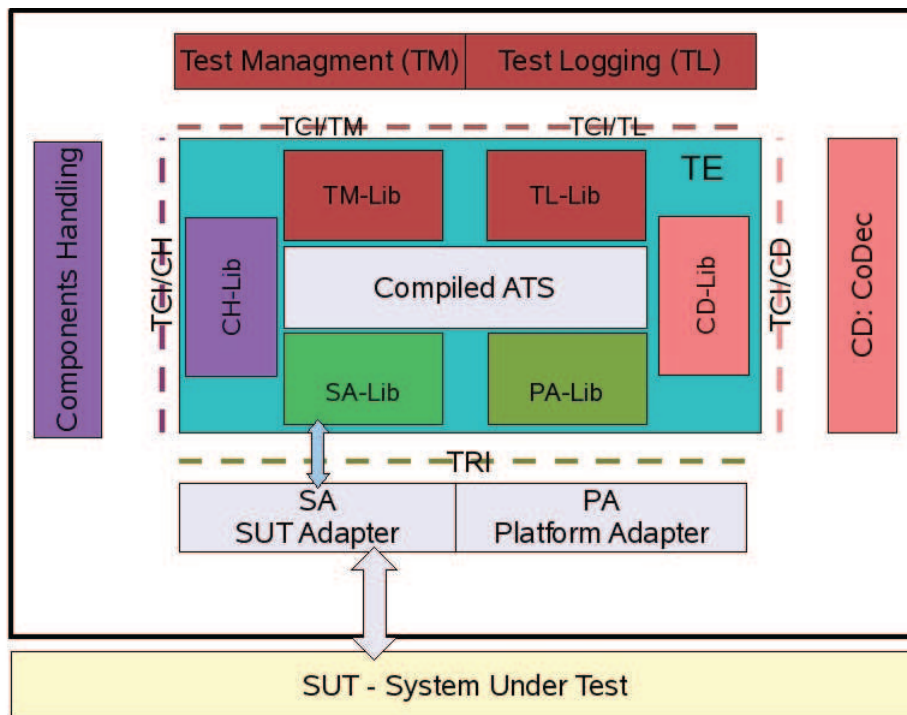 Test Managment (TM)
Test Logging (TL)
TCI/TM
TCI/TL
Components Handling
TCI/CH
TE
TM-Lib
TL-Lib
CH-Lib
Compiled ATS
CD-Lib
TCI/CD
CD: CoDec
SA-Lib
PA-Lib
TRI
SA
SUT Adapter
PA
Platform Adapter
SUT - System Under Test